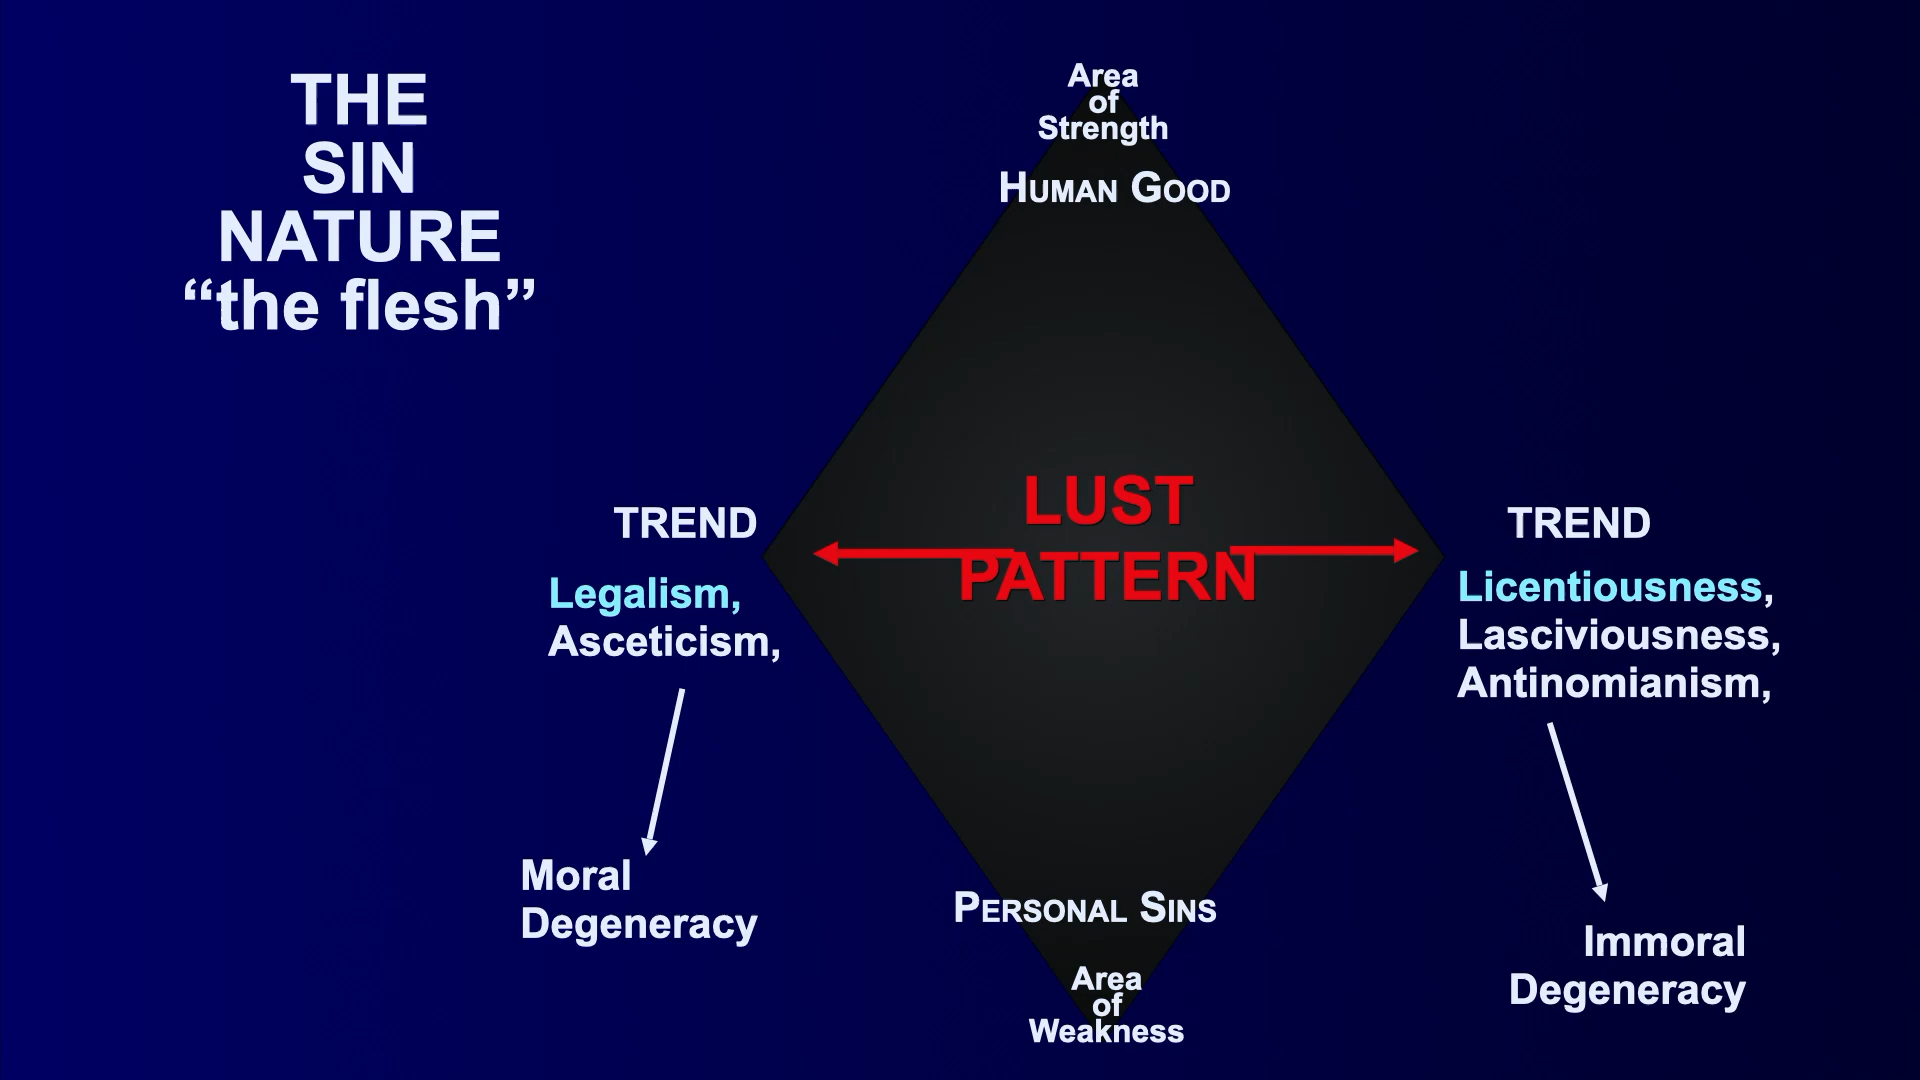 THE
SIN
NATURE
“the flesh”
Area
of
Strength
HUMAN GOOD
LUST
PATTERN
TREND
Legalism,
Asceticism,
Moral
Degeneracy
TREND
Licentiousness,
Lasciviousness,
Antinomianism,
Immoral
Degeneracy
PERSONAL SINS
Area
of
Weakness